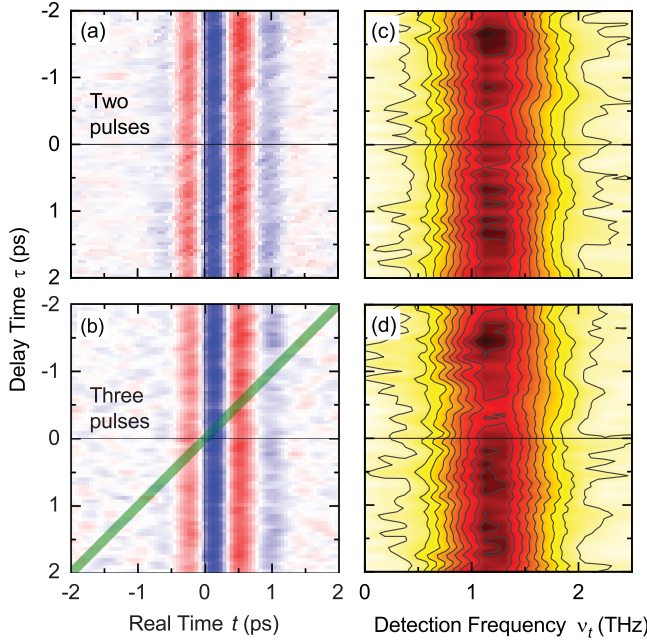 (a)
(c)
Two
pulses
-2
-1
0
1
2
(b)
(d)
Three
pulses
-2
-1
0
1
2
Delay Time τ (ps)
-2
-1
0
1
2
0
1
2
Real Time t (ps)
Detection Frequency νt (THz)